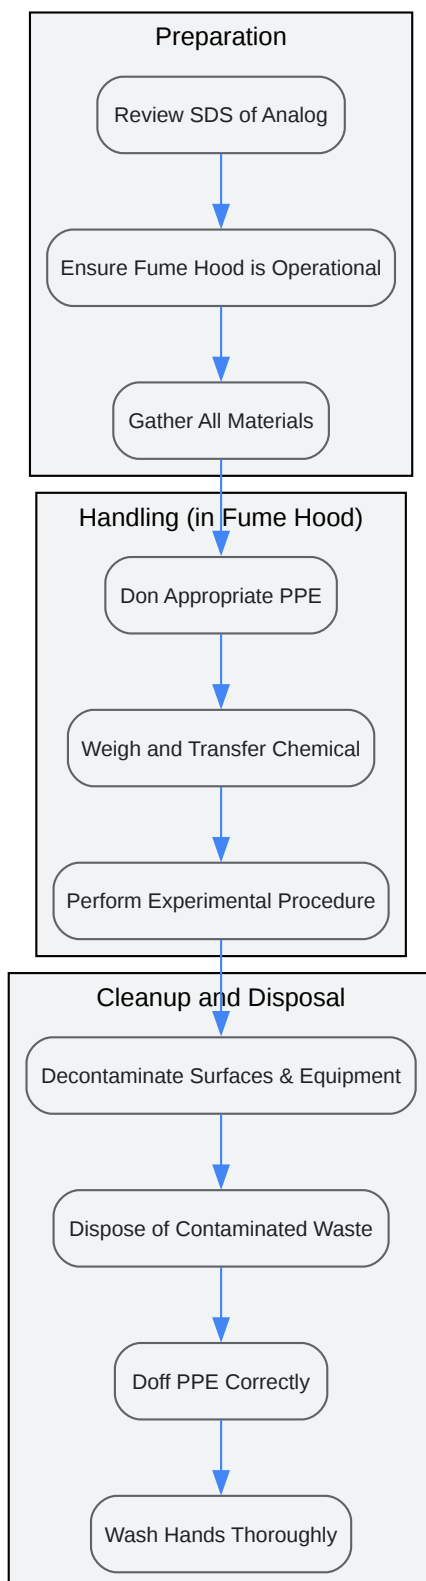 Preparation
Review SDS of Analog
Ensure Fume Hood is Operational
Gather All Materials
Handling (in Fume Hood)
Don Appropriate PPE
Weigh and Transfer Chemical
Perform Experimental Procedure
Cleanup and Disposal
Decontaminate Surfaces & Equipment
Dispose of Contaminated Waste
Doff PPE Correctly
Wash Hands Thoroughly